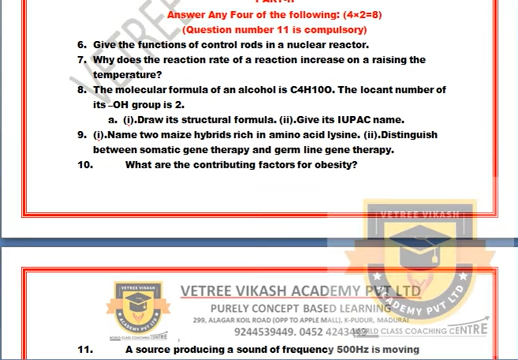 Answer Any Four of the following: (4×2=8)
(Question number 11 is compulsory)
6. Give the functions of control rods in a nuclear reactor.
7. Why does the reaction rate of a reaction increase on a raising the
temperature?
8. The molecular formula of an alcohol is C4H10O. The locant number of
its –OH group is 2.
a. (i).Draw its structural formula. (ii).Give its IUPAC name.
9. (i).Name two maize hybrids rich in amino acid lysine. (ii).Distinguish
between somatic gene therapy and germ line gene therapy.
10. What are the contributing factors for obesity?
VETREE VIKASH
ACADEMY PVT LTD
WORLD CLASS COACHING CENTRE
VETREE VIKASH ACADEMY PVT LTD
PURELY CONCEPT BASED LEARNING
299, ALAGAR KOIL ROAD (OPP TO APPLE MALL), K-PUDUR, MADURAI
9244539449. 0452 4243449
11. A source producing a sound of frequency 500Hz is moving